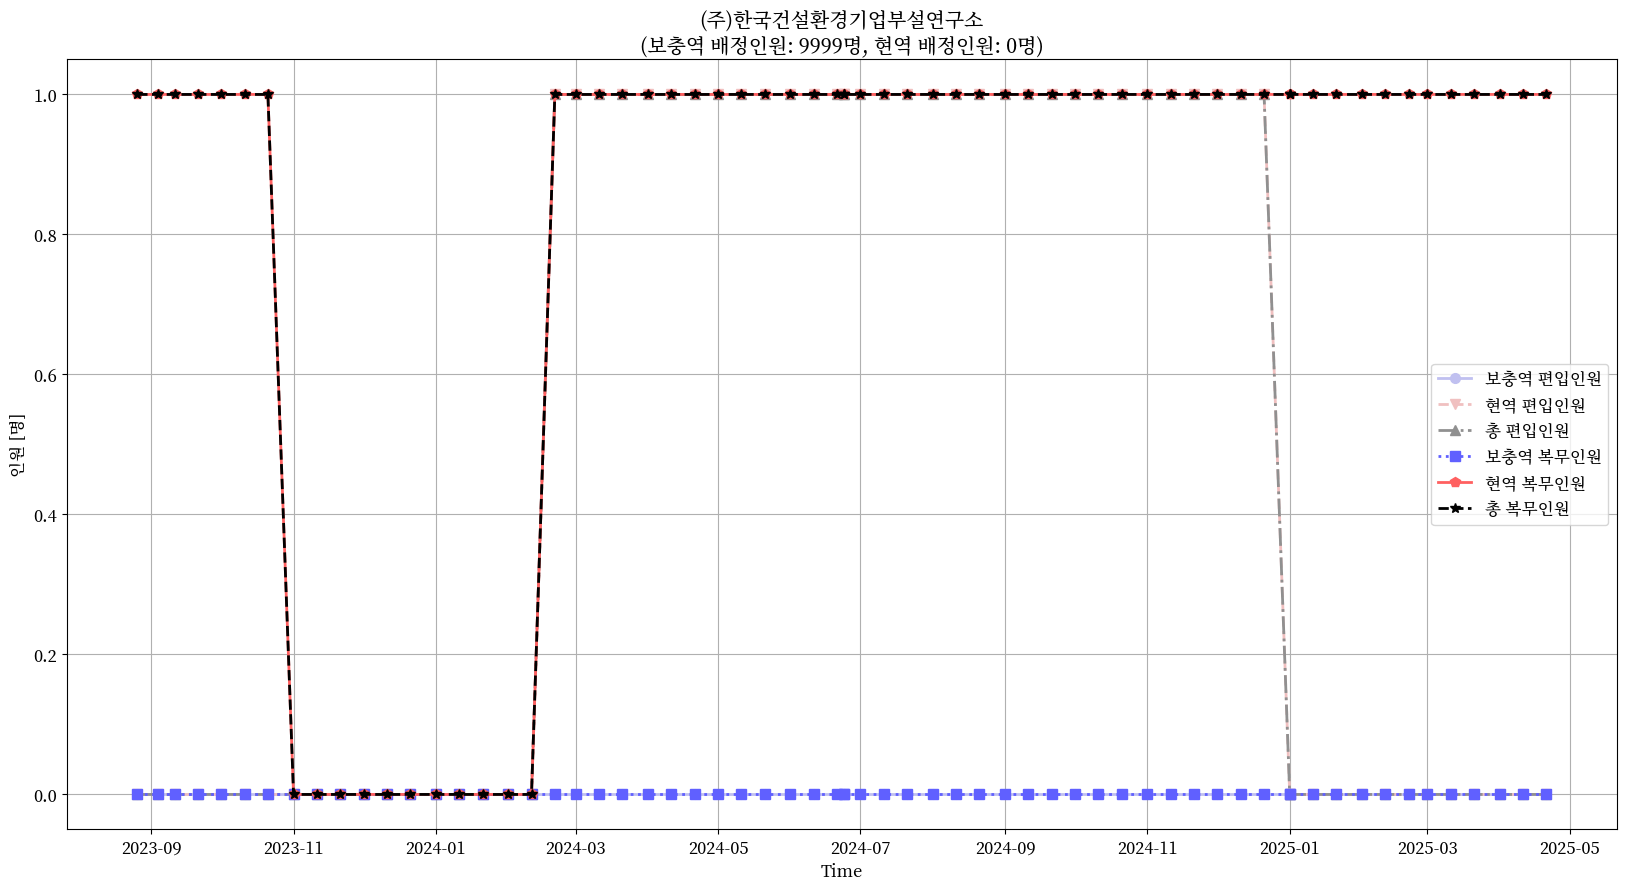 (주)한국건설환경기업부설연구소
(보충역 배정인원: 9999명, 현역 배정인원: 0명)
1.0
0.8
0.6
0.4
0.2
0.0
인원 [명]
보충역 편입인원
현역 편입인원
총 편입인원
보충역 복무인원
현역 복무인원
총 복무인원
2023-09
2023-11
2024-01
2024-03
2024-05
2024-07
2024-09
2024-11
2025-01
2025-03
2025-05
Time